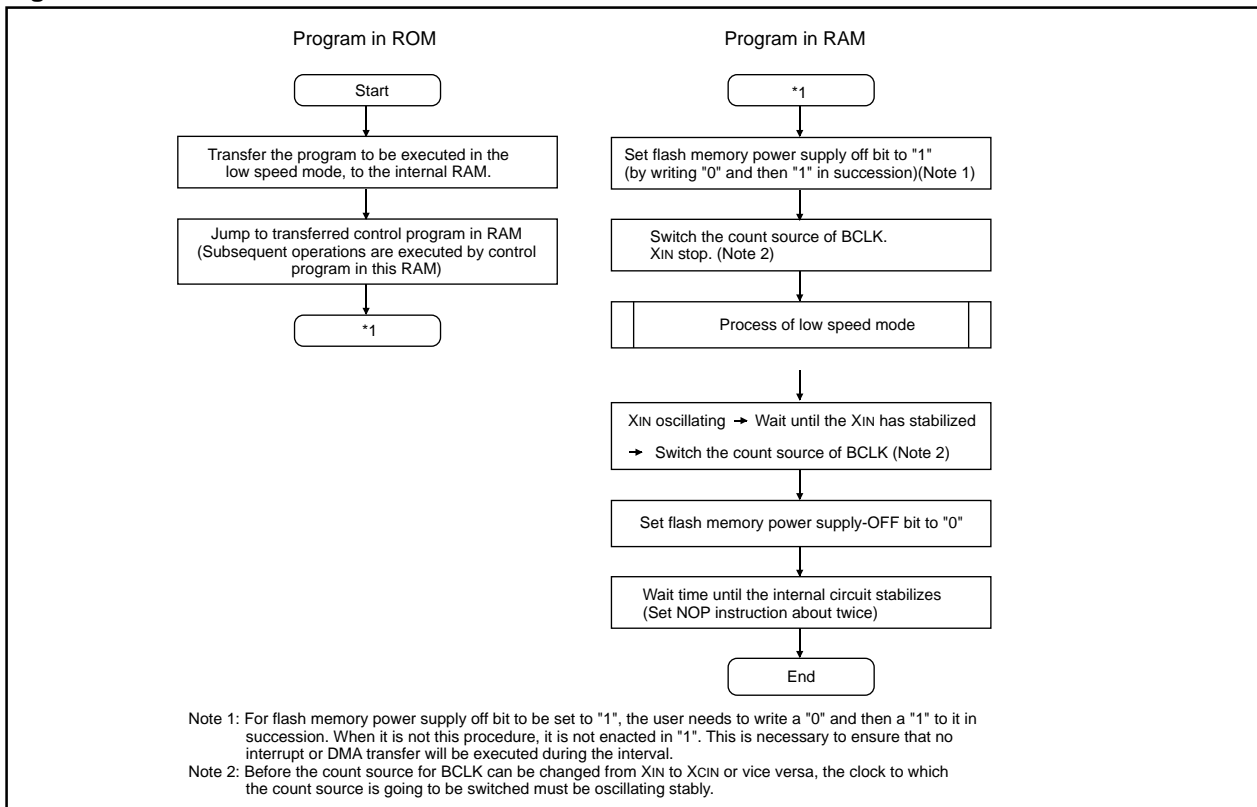 Program in ROM
Start
Transfer the program to be executed in the
low speed mode, to the internal RAM.
Jump to transferred control program in RAM
(Subsequent operations are executed by control
program in this RAM)
*1
Program in RAM
*1
Set flash memory power supply off bit to "1"
(by writing "0" and then "1" in succession)(Note 1)
Switch the count source of BCLK.
XIN stop. (Note 2)
Process of low speed mode
XIN oscillating → Wait until the XIN has stabilized
→ Switch the count source of BCLK (Note 2)
Set flash memory power supply-OFF bit to "0"
Wait time until the internal circuit stabilizes
(Set NOP instruction about twice)
End
Note 1: For flash memory power supply off bit to be set to "1", the user needs to write a "0" and then a "1" to it in
succession. When it is not this procedure, it is not enacted in "1". This is necessary to ensure that no
interrupt or DMA transfer will be executed during the interval.
Note 2: Before the count source for BCLK can be changed from XIN to XCIN or vice versa, the clock to which
the count source is going to be switched must be oscillating stably.